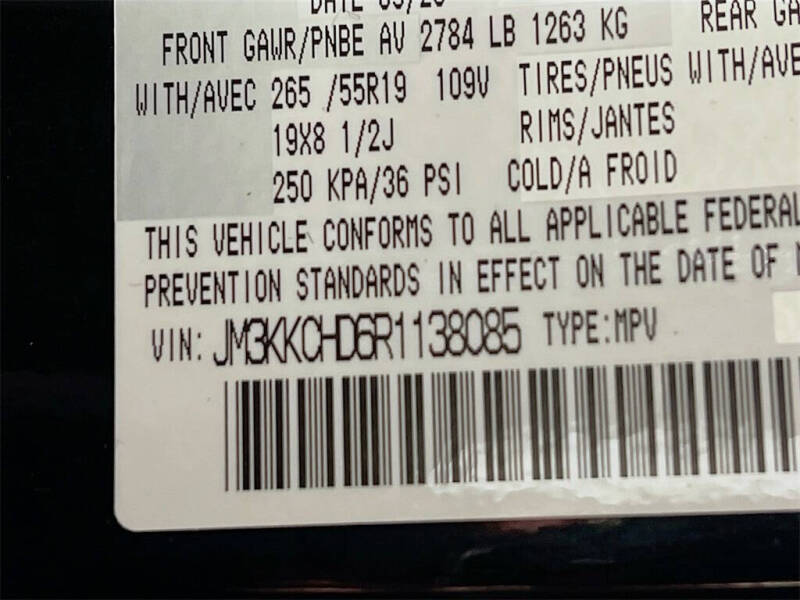 DATE
FRONT GAWR/PNBE AV 2784 LB 1263 KG REAR GA
WITH/AVEC 265 /55R19 109V TIRES/PNEUS WITH/AVE
19X8 1/2J RIMS/JANTES
250 KPA/36 PSI COLD/A FROID
THIS VEHICLE CONFORMS TO ALL APPLICABLE FEDERAL
PREVENTION STANDARDS IN EFFECT ON THE DATE OF
VIN: JM3KKCHD6R1138085 TYPE:MPV